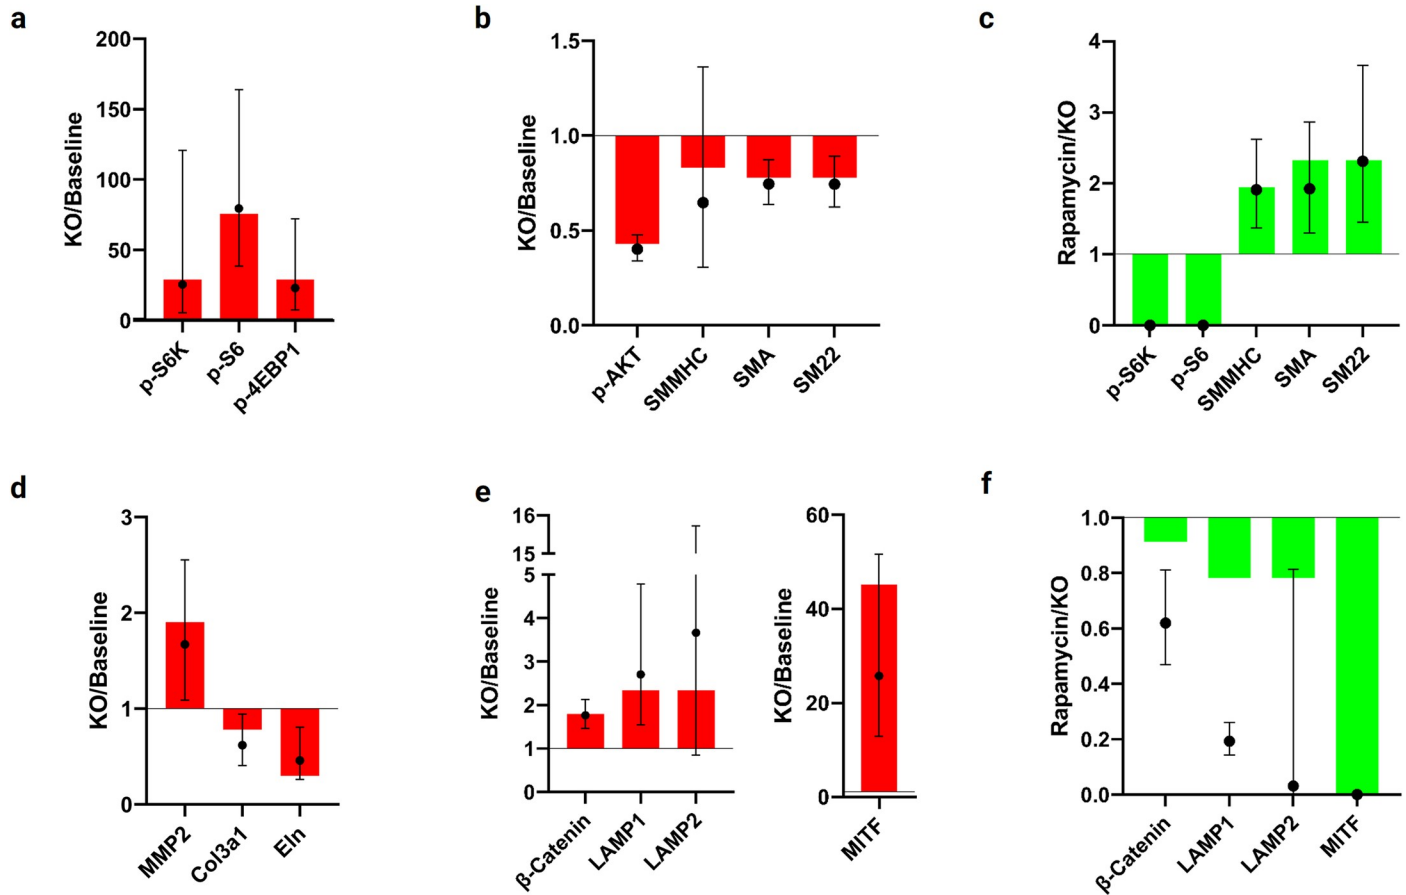 a
200
150
100
50
0
KO/Baseline
p-S6K
p-S6
p-4EBP1
b
1.5
1.0
0.5
0.0
KO/Baseline
p-AKT
SMMHC
SMA
SM22
c
4
3
2
1
0
Rapamycin/KO
p-S6K
p-S6
SMMHC
SMA
SM22
d
3
2
1
0
KO/Baseline
MMP2
Col3a1
Eln
e
16
15
5
4
3
2
1
0
KO/Baseline
β-Catenin
LAMP1
LAMP2
60
40
20
0
KO/Baseline
MITF
f
1.0
0.8
0.6
0.4
0.2
0.0
Rapamycin/KO
β-Catenin
LAMP1
LAMP2
MITF